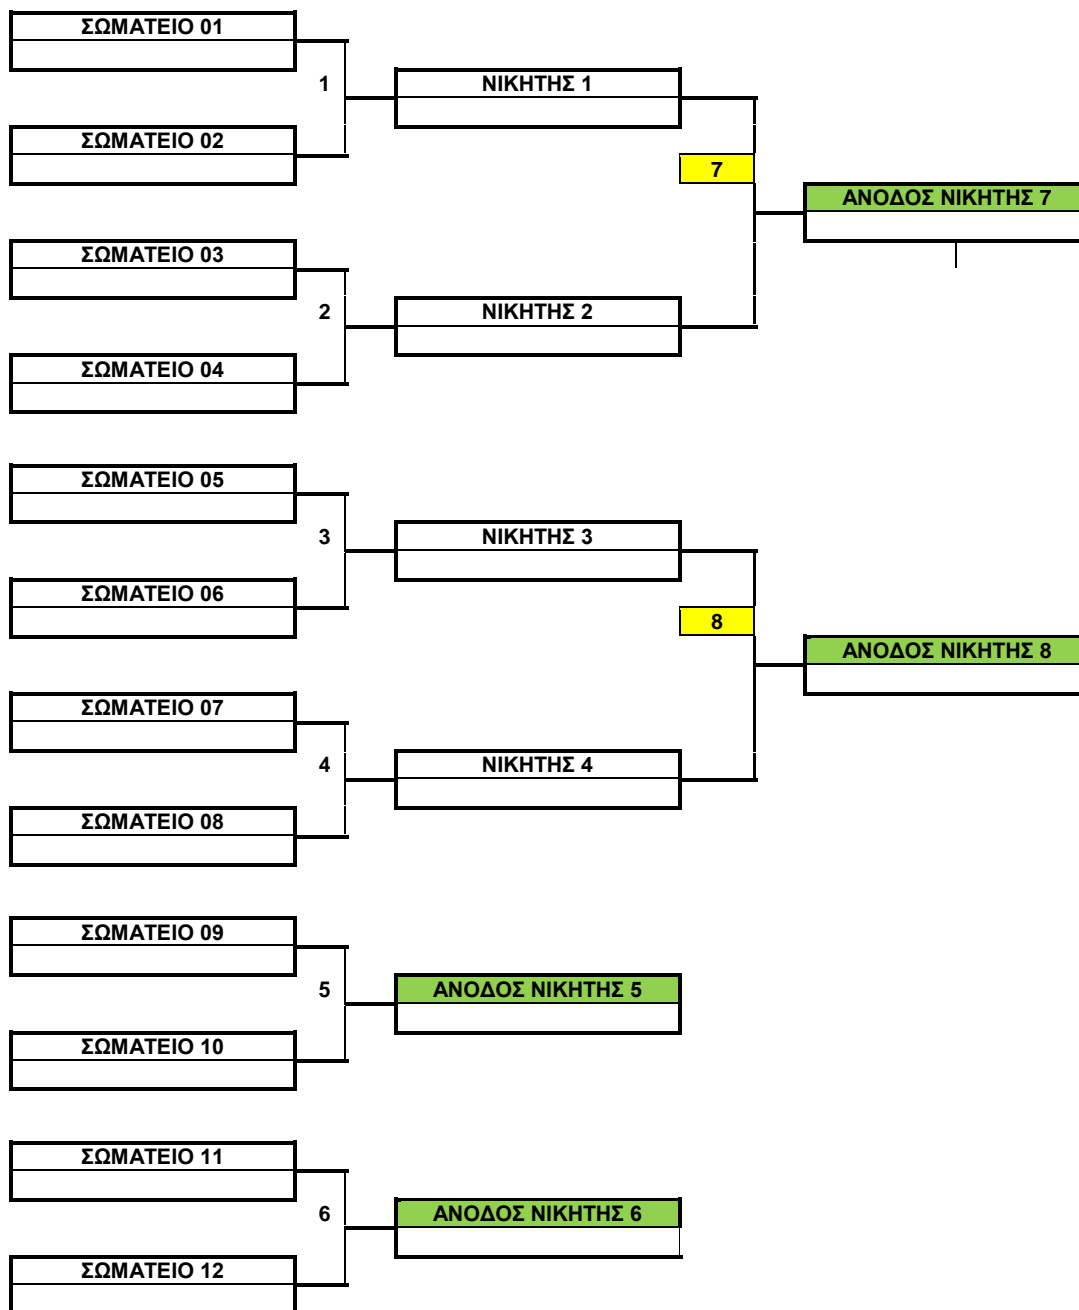 ΣΩΜΑΤΕΙΟ 01
1
ΝΙΚΗΤΗΣ 1
ΣΩΜΑΤΕΙΟ 02
7
ΑΝΟΔΟΣ ΝΙΚΗΤΗΣ 7
ΣΩΜΑΤΕΙΟ 03
2
ΝΙΚΗΤΗΣ 2
ΣΩΜΑΤΕΙΟ 04
ΣΩΜΑΤΕΙΟ 05
3
ΝΙΚΗΤΗΣ 3
ΣΩΜΑΤΕΙΟ 06
8
ΑΝΟΔΟΣ ΝΙΚΗΤΗΣ 8
ΣΩΜΑΤΕΙΟ 07
4
ΝΙΚΗΤΗΣ 4
ΣΩΜΑΤΕΙΟ 08
ΣΩΜΑΤΕΙΟ 09
5
ΑΝΟΔΟΣ ΝΙΚΗΤΗΣ 5
ΣΩΜΑΤΕΙΟ 10
ΣΩΜΑΤΕΙΟ 11
6
ΑΝΟΔΟΣ ΝΙΚΗΤΗΣ 6
ΣΩΜΑΤΕΙΟ 12